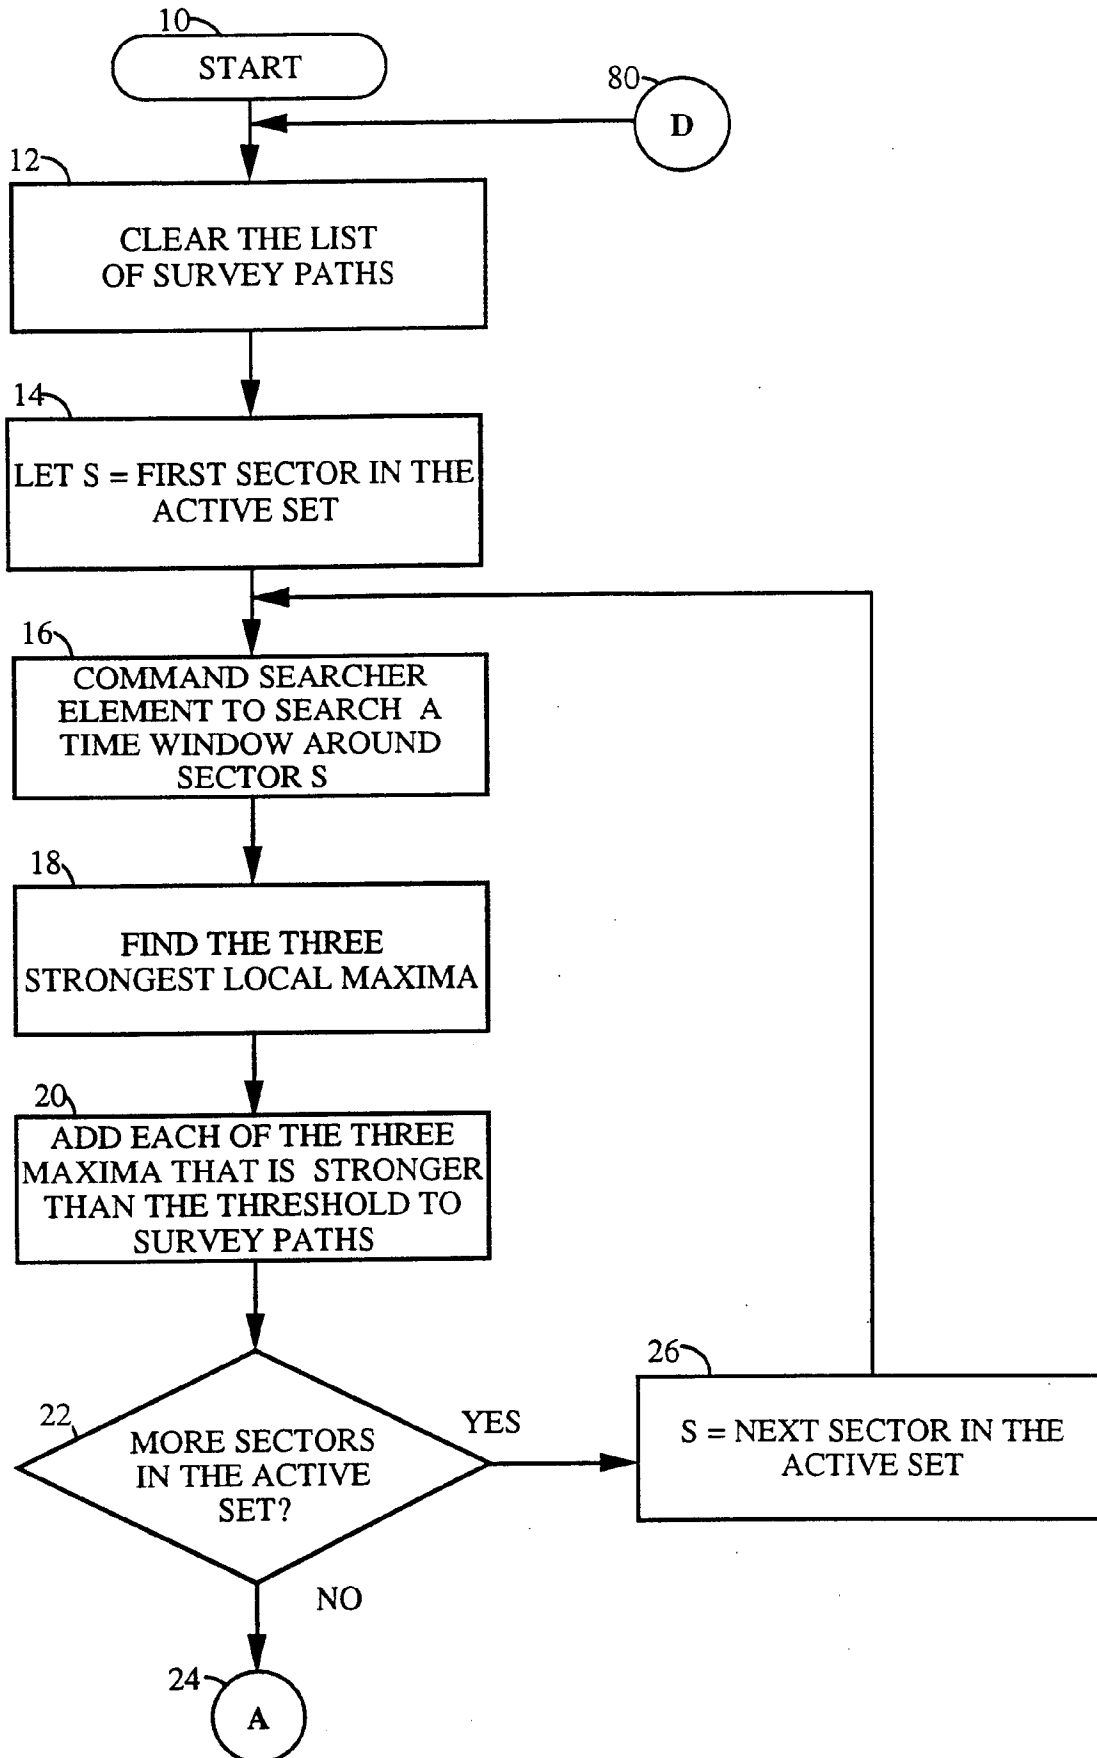 10
START
80
D
12
CLEAR THE LIST
OF SURVEY PATHS
14
LET S = FIRST SECTOR IN THE
ACTIVE SET
16
COMMAND SEARCHER
ELEMENT TO SEARCH A
TIME WINDOW AROUND
SECTOR S
18
FIND THE THREE
STRONGEST LOCAL MAXIMA
20
ADD EACH OF THE THREE
MAXIMA THAT IS STRONGER
THAN THE THRESHOLD TO
SURVEY PATHS
22
MORE SECTORS
IN THE ACTIVE
SET?
YES
26
S = NEXT SECTOR IN THE
ACTIVE SET
NO
24
A